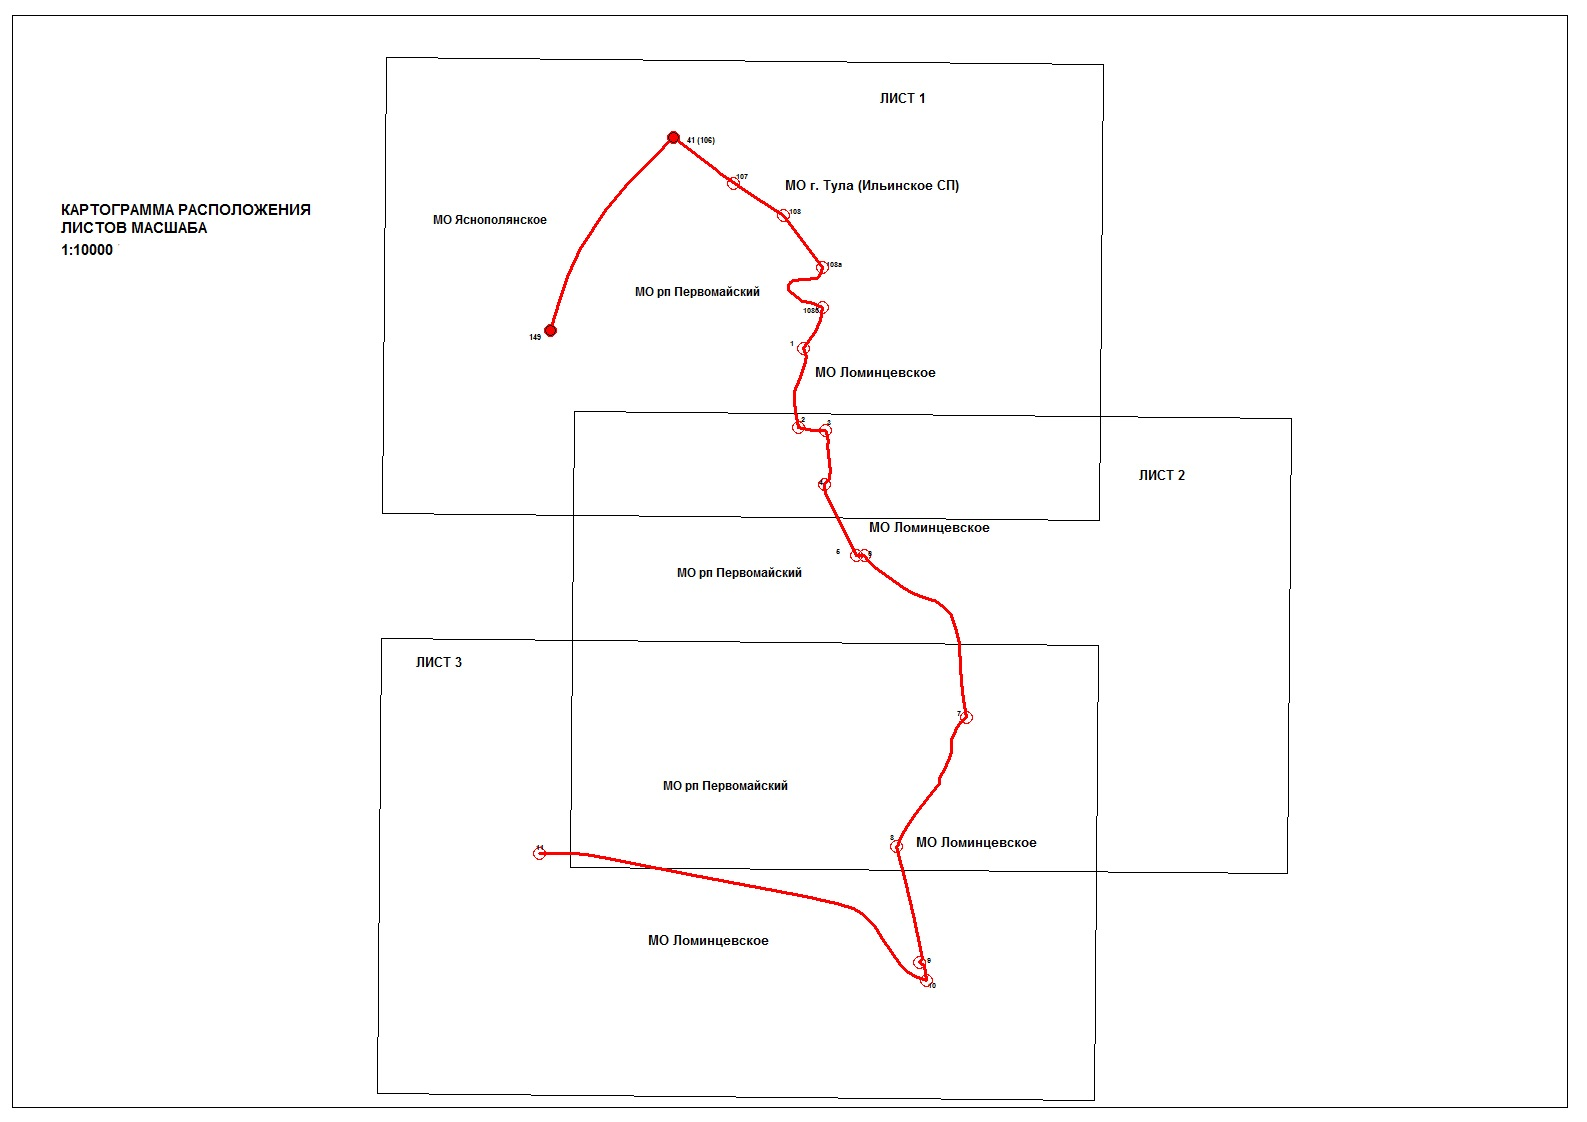 ЛИСТ 1
41 (106)
107
МО г. Тула (Ильинское СП)
КАРТОГРАММА РАСПОЛОЖЕНИЯ
ЛИСТОВ МАСШАБА
1:10000
МО Яснополянское
108
108а
МО рп Первомайский
108б
149
1
МО Ломинцевское
2
3
4
ЛИСТ 2
МО Ломинцевское
5
6
МО рп Первомайский
ЛИСТ 3
7
МО рп Первомайский
8
МО Ломинцевское
11
МО Ломинцевское
9
10